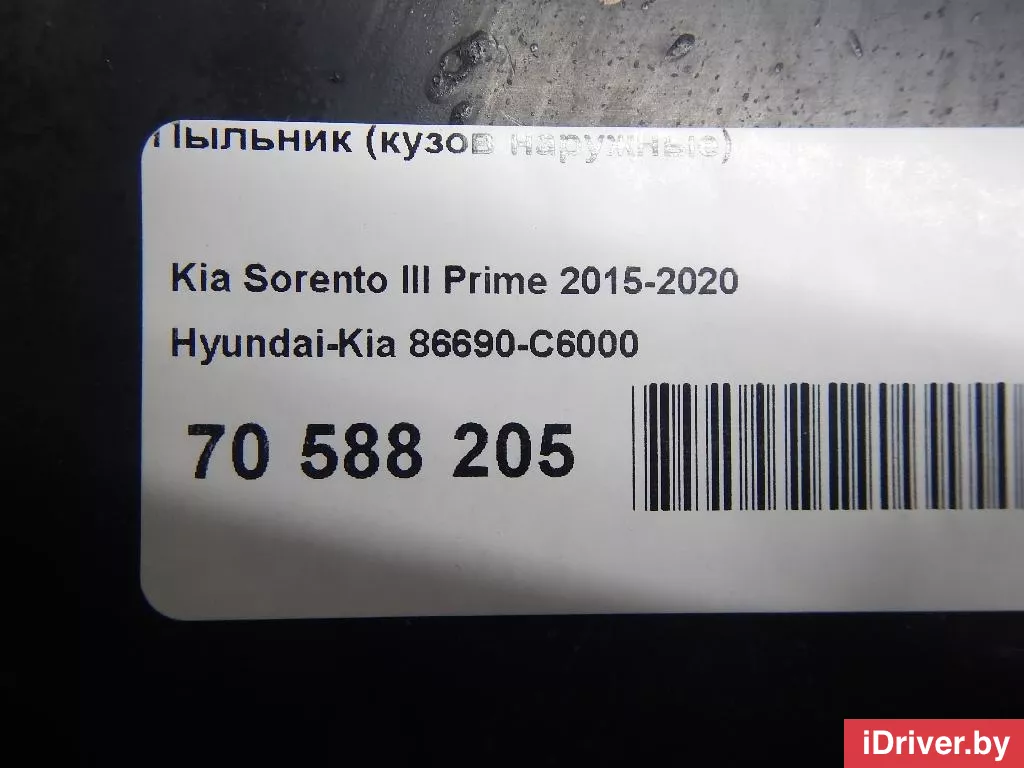 Пыльник (кузов наружные)
Kia Sorento III Prime 2015-2020
Hyundai-Kia 86690-C6000
70 588 205
iDriver.by